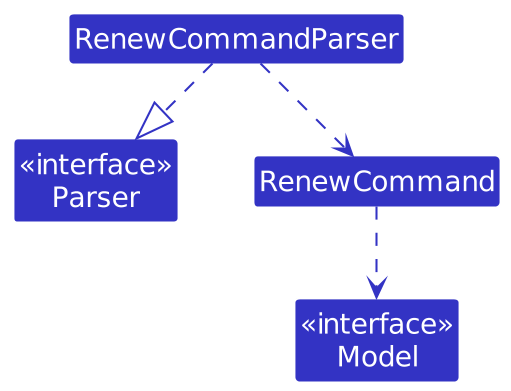 RenewCommandParser
«interface»
Parser
RenewCommand
«interface»
Model